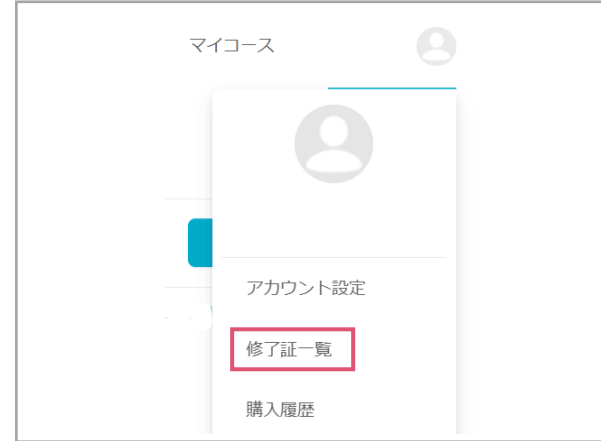 マイコース
アカウント設定
修了証一覧
購入履歴